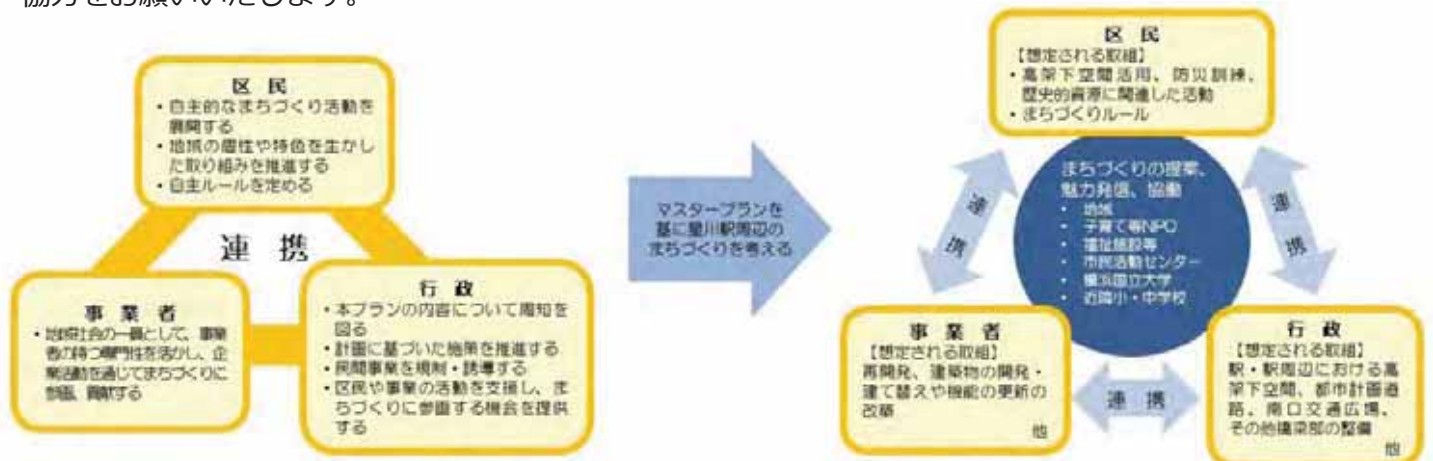 協力をお願いいたします。
区 民
・自主的なまちづくり活動を
展開する
・地域の個性や特色を生かし
た取り組みを推進する
・自主ルールを定める
連 携
事 業 者
・地域社会の一員として、事業
者の持つ専門性を活かし、企
業活動を通じてまちづくりに
参画、貢献する
行 政
・本プランの内容について周知を
図る
・計画に基づいた施策を推進する
・民間事業を規制・誘導する
・区民や事業の活動を支援し、ま
ちづくりに参画する機会を提供
する
マスタープランを
基に星川駅周辺の
まちづくりを考える
区 民
【想定される取組】
・高架下空間活用、防災訓練、
歴史的資源に関連した活動
・まちづくりルール
まちづくりの提案、
魅力発信、協働
・ 地域
・ 子育て等NPO
・ 福祉施設等
・ 市民活動センター
・ 横浜国立大学
・ 近隣小・中学校
連 携
連 携
事 業 者
【想定される取組】
再開発、建築物の開発・
建て替えや機能の更新の
改築
他
連 携
行 政
【想定される取組】
駅・駅周辺における高
架下空間、都市計画道
路、南口交通広場、
その他橋梁部の整備
他